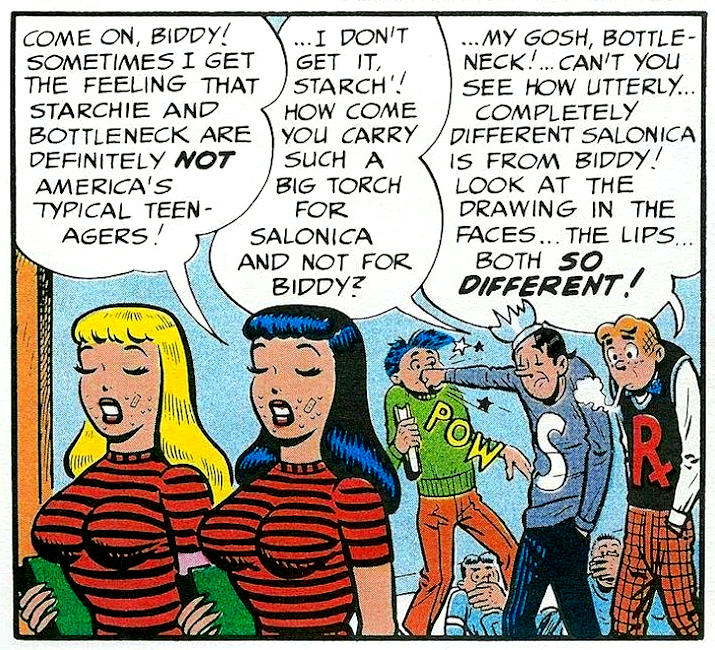 COME ON, BIDDY!
SOMETIMES I GET
THE FEELING THAT
STARCHIE AND
BOTTLENECK ARE
DEFINITELY NOT
AMERICA'S
TYPICAL TEEN-
AGERS!
...I DON'T
GET IT,
STARCH'!
HOW COME
YOU CARRY
SUCH A
BIG TORCH
FOR
SALONICA
AND NOT FOR
BIDDY?
...MY GOSH, BOTTLE-
NECK!...CAN'T YOU
SEE HOW UTTERLY...
COMPLETELY
DIFFERENT SALONICA
IS FROM BIDDY!
LOOK AT THE
DRAWING IN THE
FACES...THE LIPS...
BOTH SO
DIFFERENT!
POW
S
Rx